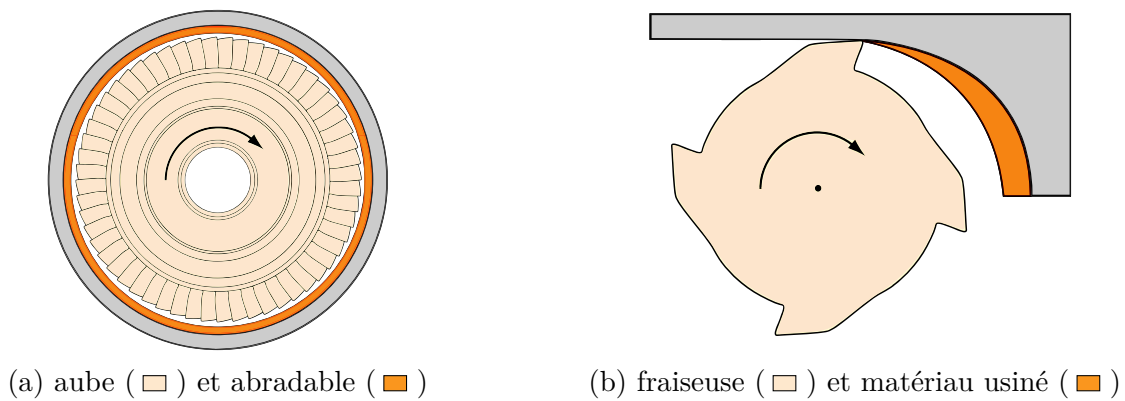 (a) aube ( ) et abradable ( )
(b) fraiseuse ( ) et matériau usiné ( )